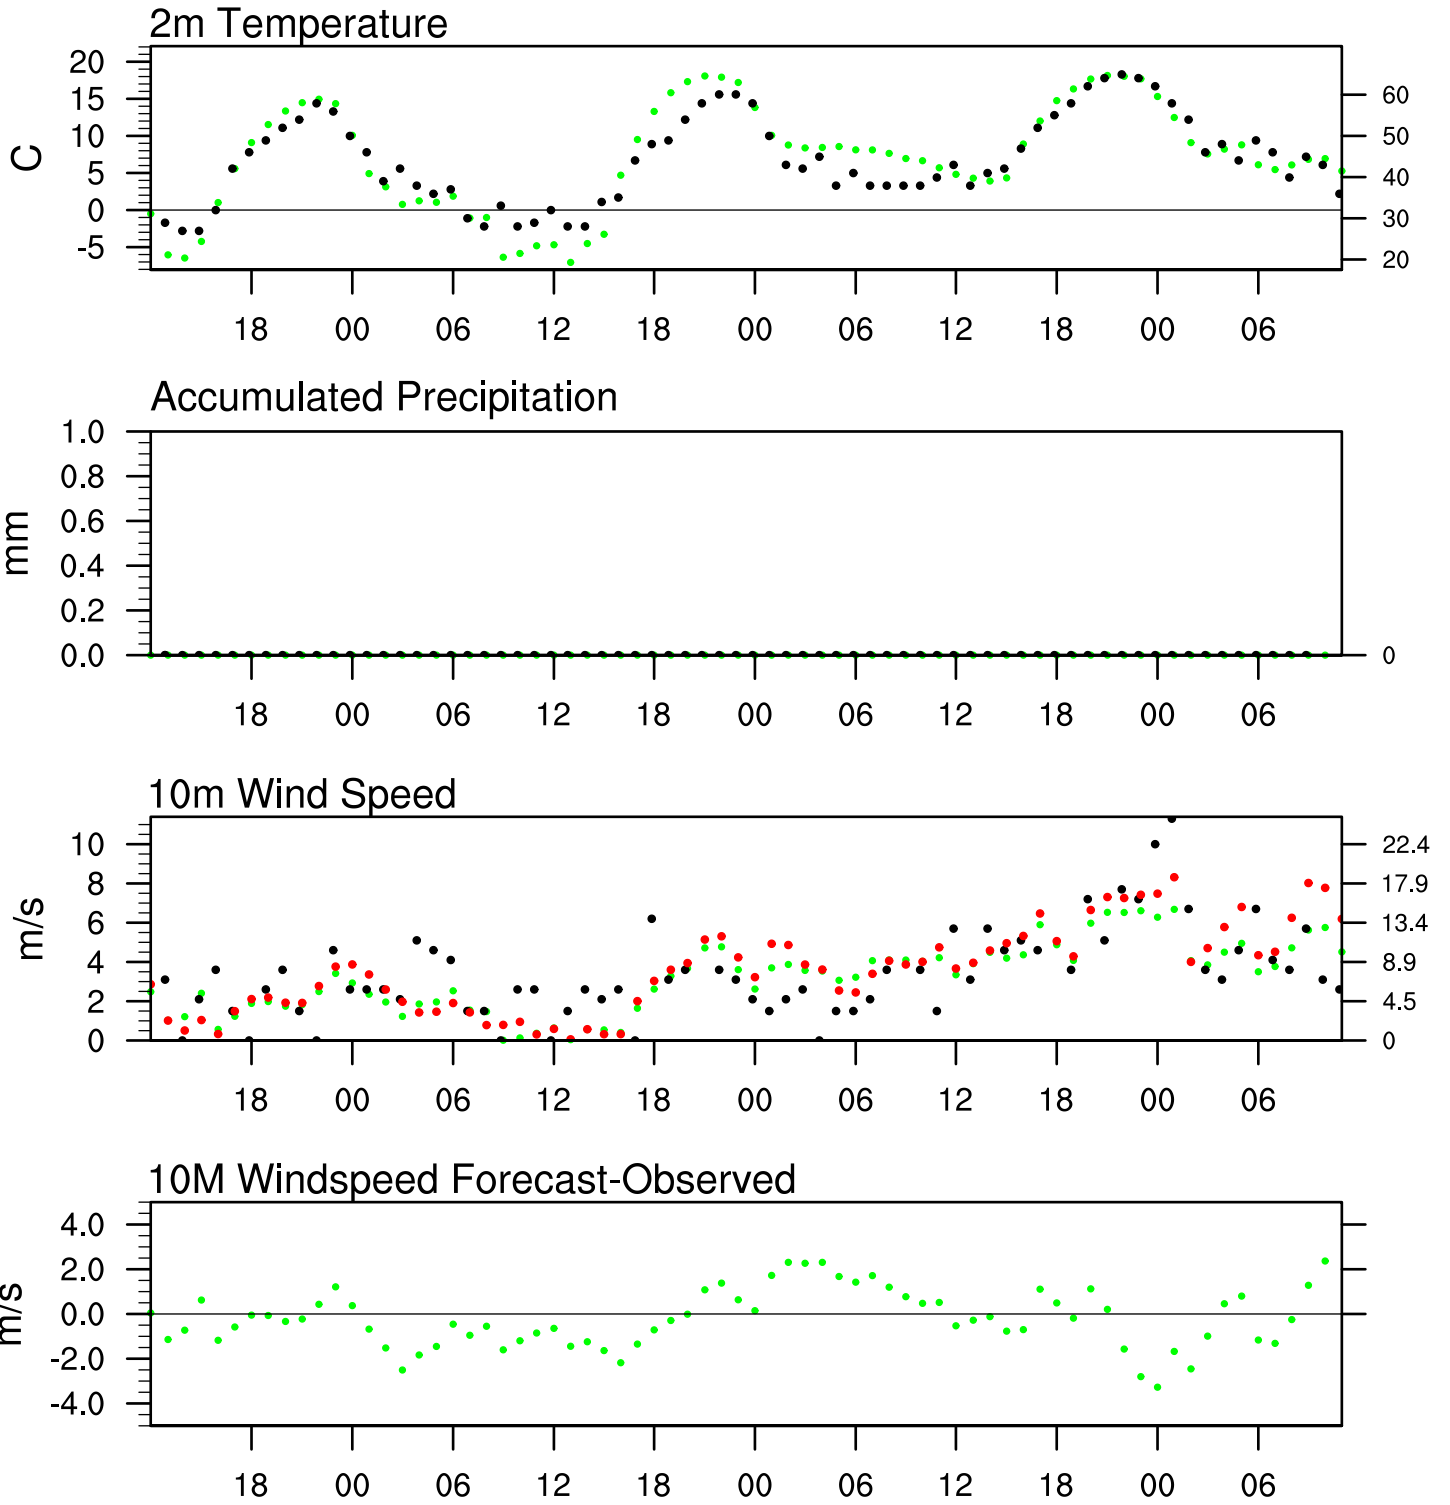 2m Temperature
20
15
10
5
0
-5
C
60
50
40
30
20
18 00 06 12 18 00 06 12 18 00 06
Accumulated Precipitation
1.0
0.8
0.6
0.4
0.2
0.0
mm
0
18 00 06 12 18 00 06 12 18 00 06
10m Wind Speed
10
8
6
4
2
0
m/s
22.4
17.9
13.4
8.9
4.5
0
18 00 06 12 18 00 06 12 18 00 06
10M Windspeed Forecast-Observed
4.0
2.0
0.0
-2.0
-4.0
m/s
18 00 06 12 18 00 06 12 18 00 06